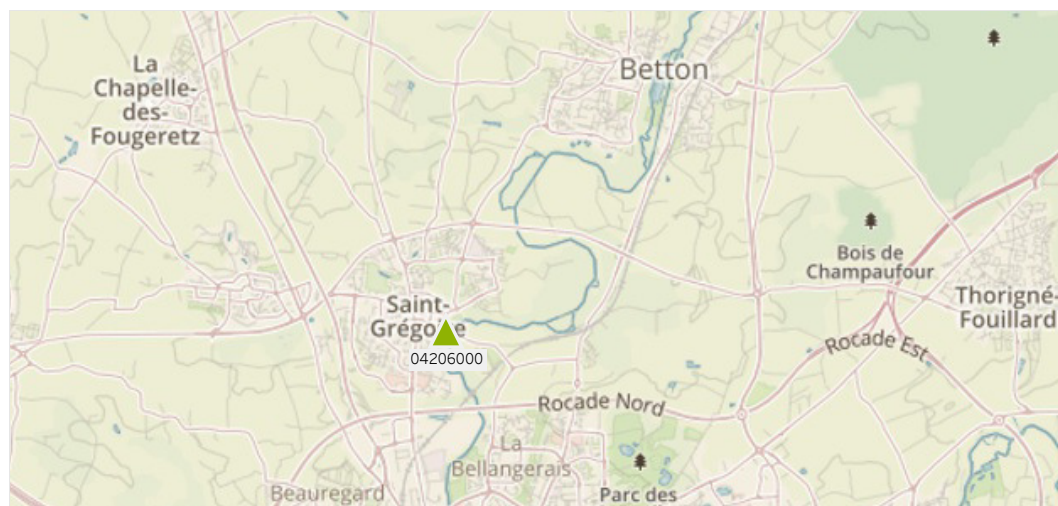 Betton
La
Chapelle-
des-
Fougeretz
Bois de
Champaufour
Thorigné-
Fouillard
Saint-
Grégoire
04206000
Rocade Est
Rocade Nord
La
Bellangerais
Beauregard
Parc des